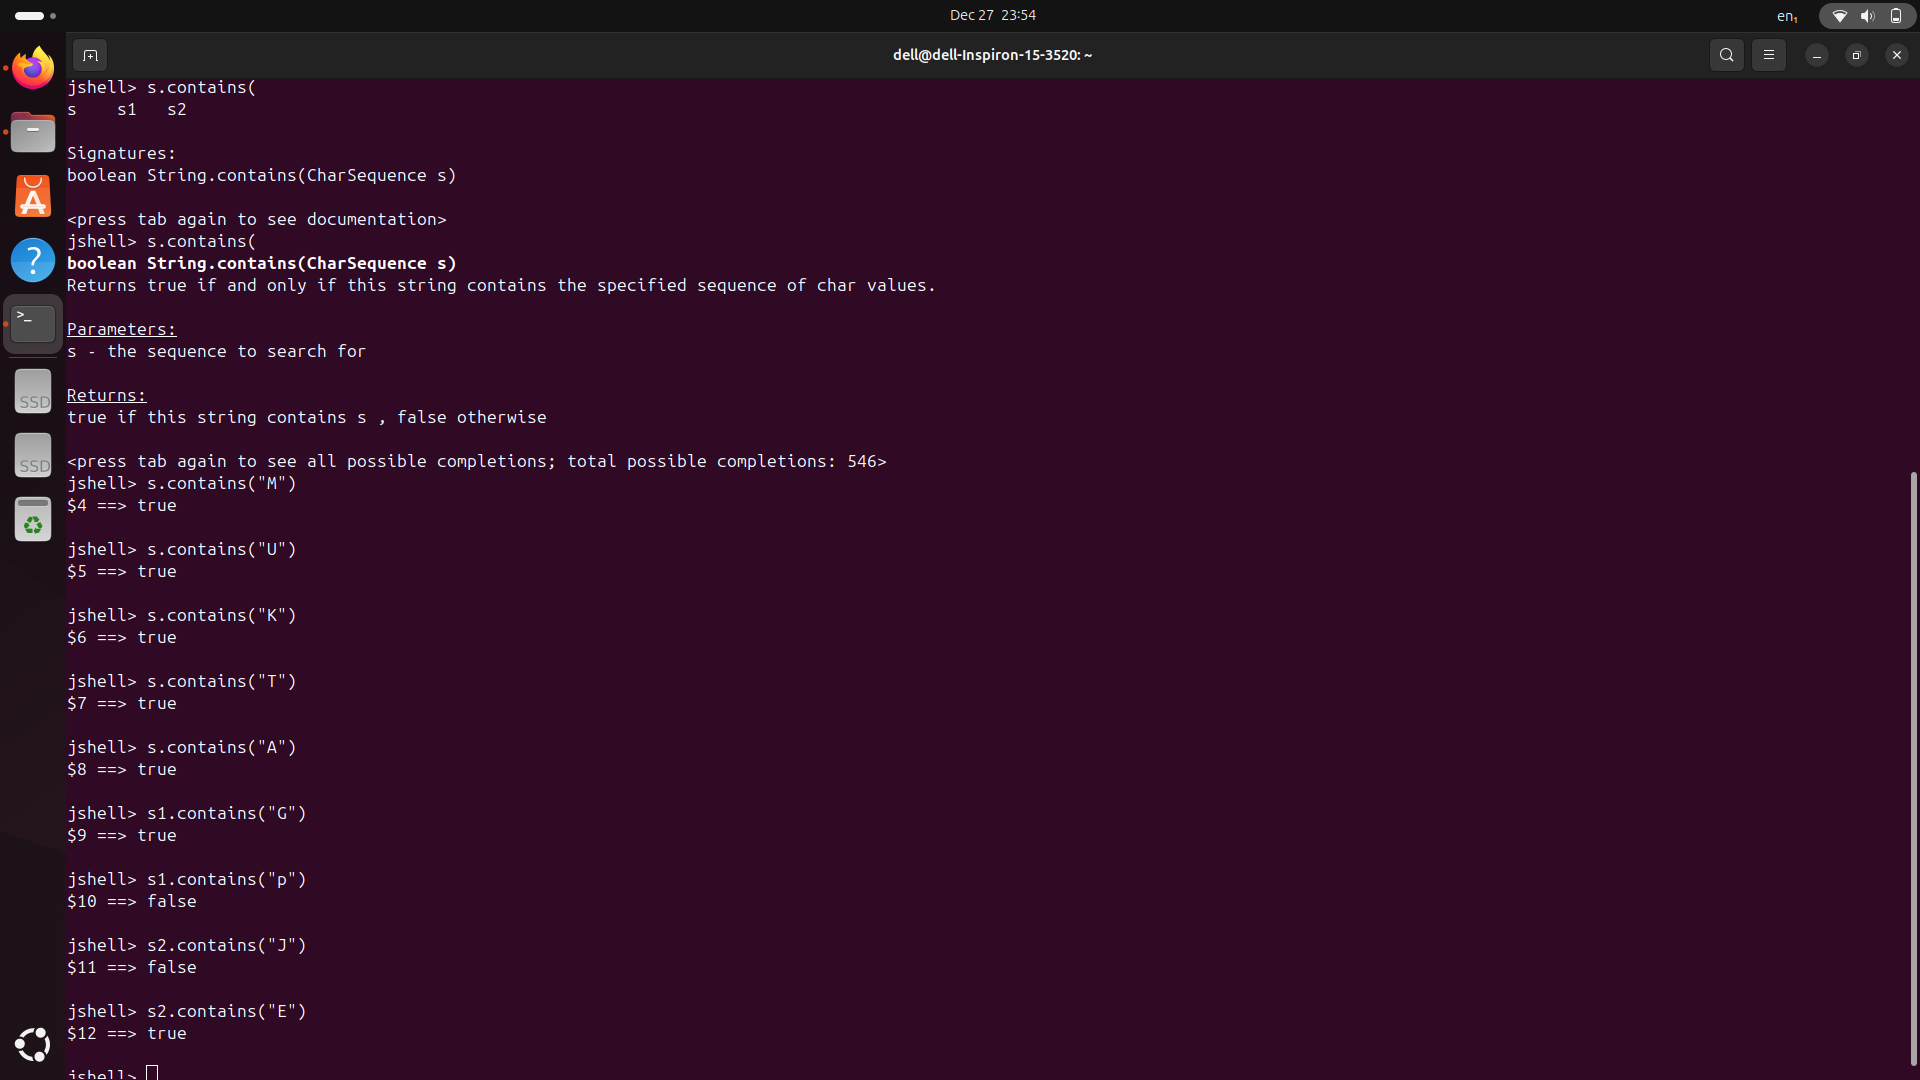 Dec 27 23:54
en₁
dell@dell-Inspiron-15-3520: ~
jshell> s.contains(
s    s1   s2
Signatures:
boolean String.contains(CharSequence s)
<press tab again to see documentation>
jshell> s.contains(
boolean String.contains(CharSequence s)
Returns true if and only if this string contains the specified sequence of char values.
Parameters:
s - the sequence to search for
Returns:
true if this string contains s , false otherwise
<press tab again to see all possible completions; total possible completions: 546>
jshell> s.contains("M")
$4 ==> true
jshell> s.contains("U")
$5 ==> true
jshell> s.contains("K")
$6 ==> true
jshell> s.contains("T")
$7 ==> true
jshell> s.contains("A")
$8 ==> true
jshell> s1.contains("G")
$9 ==> true
jshell> s1.contains("p")
$10 ==> false
jshell> s2.contains("J")
$11 ==> false
jshell> s2.contains("E")
$12 ==> true
jshell>
>_
SSD
SSD